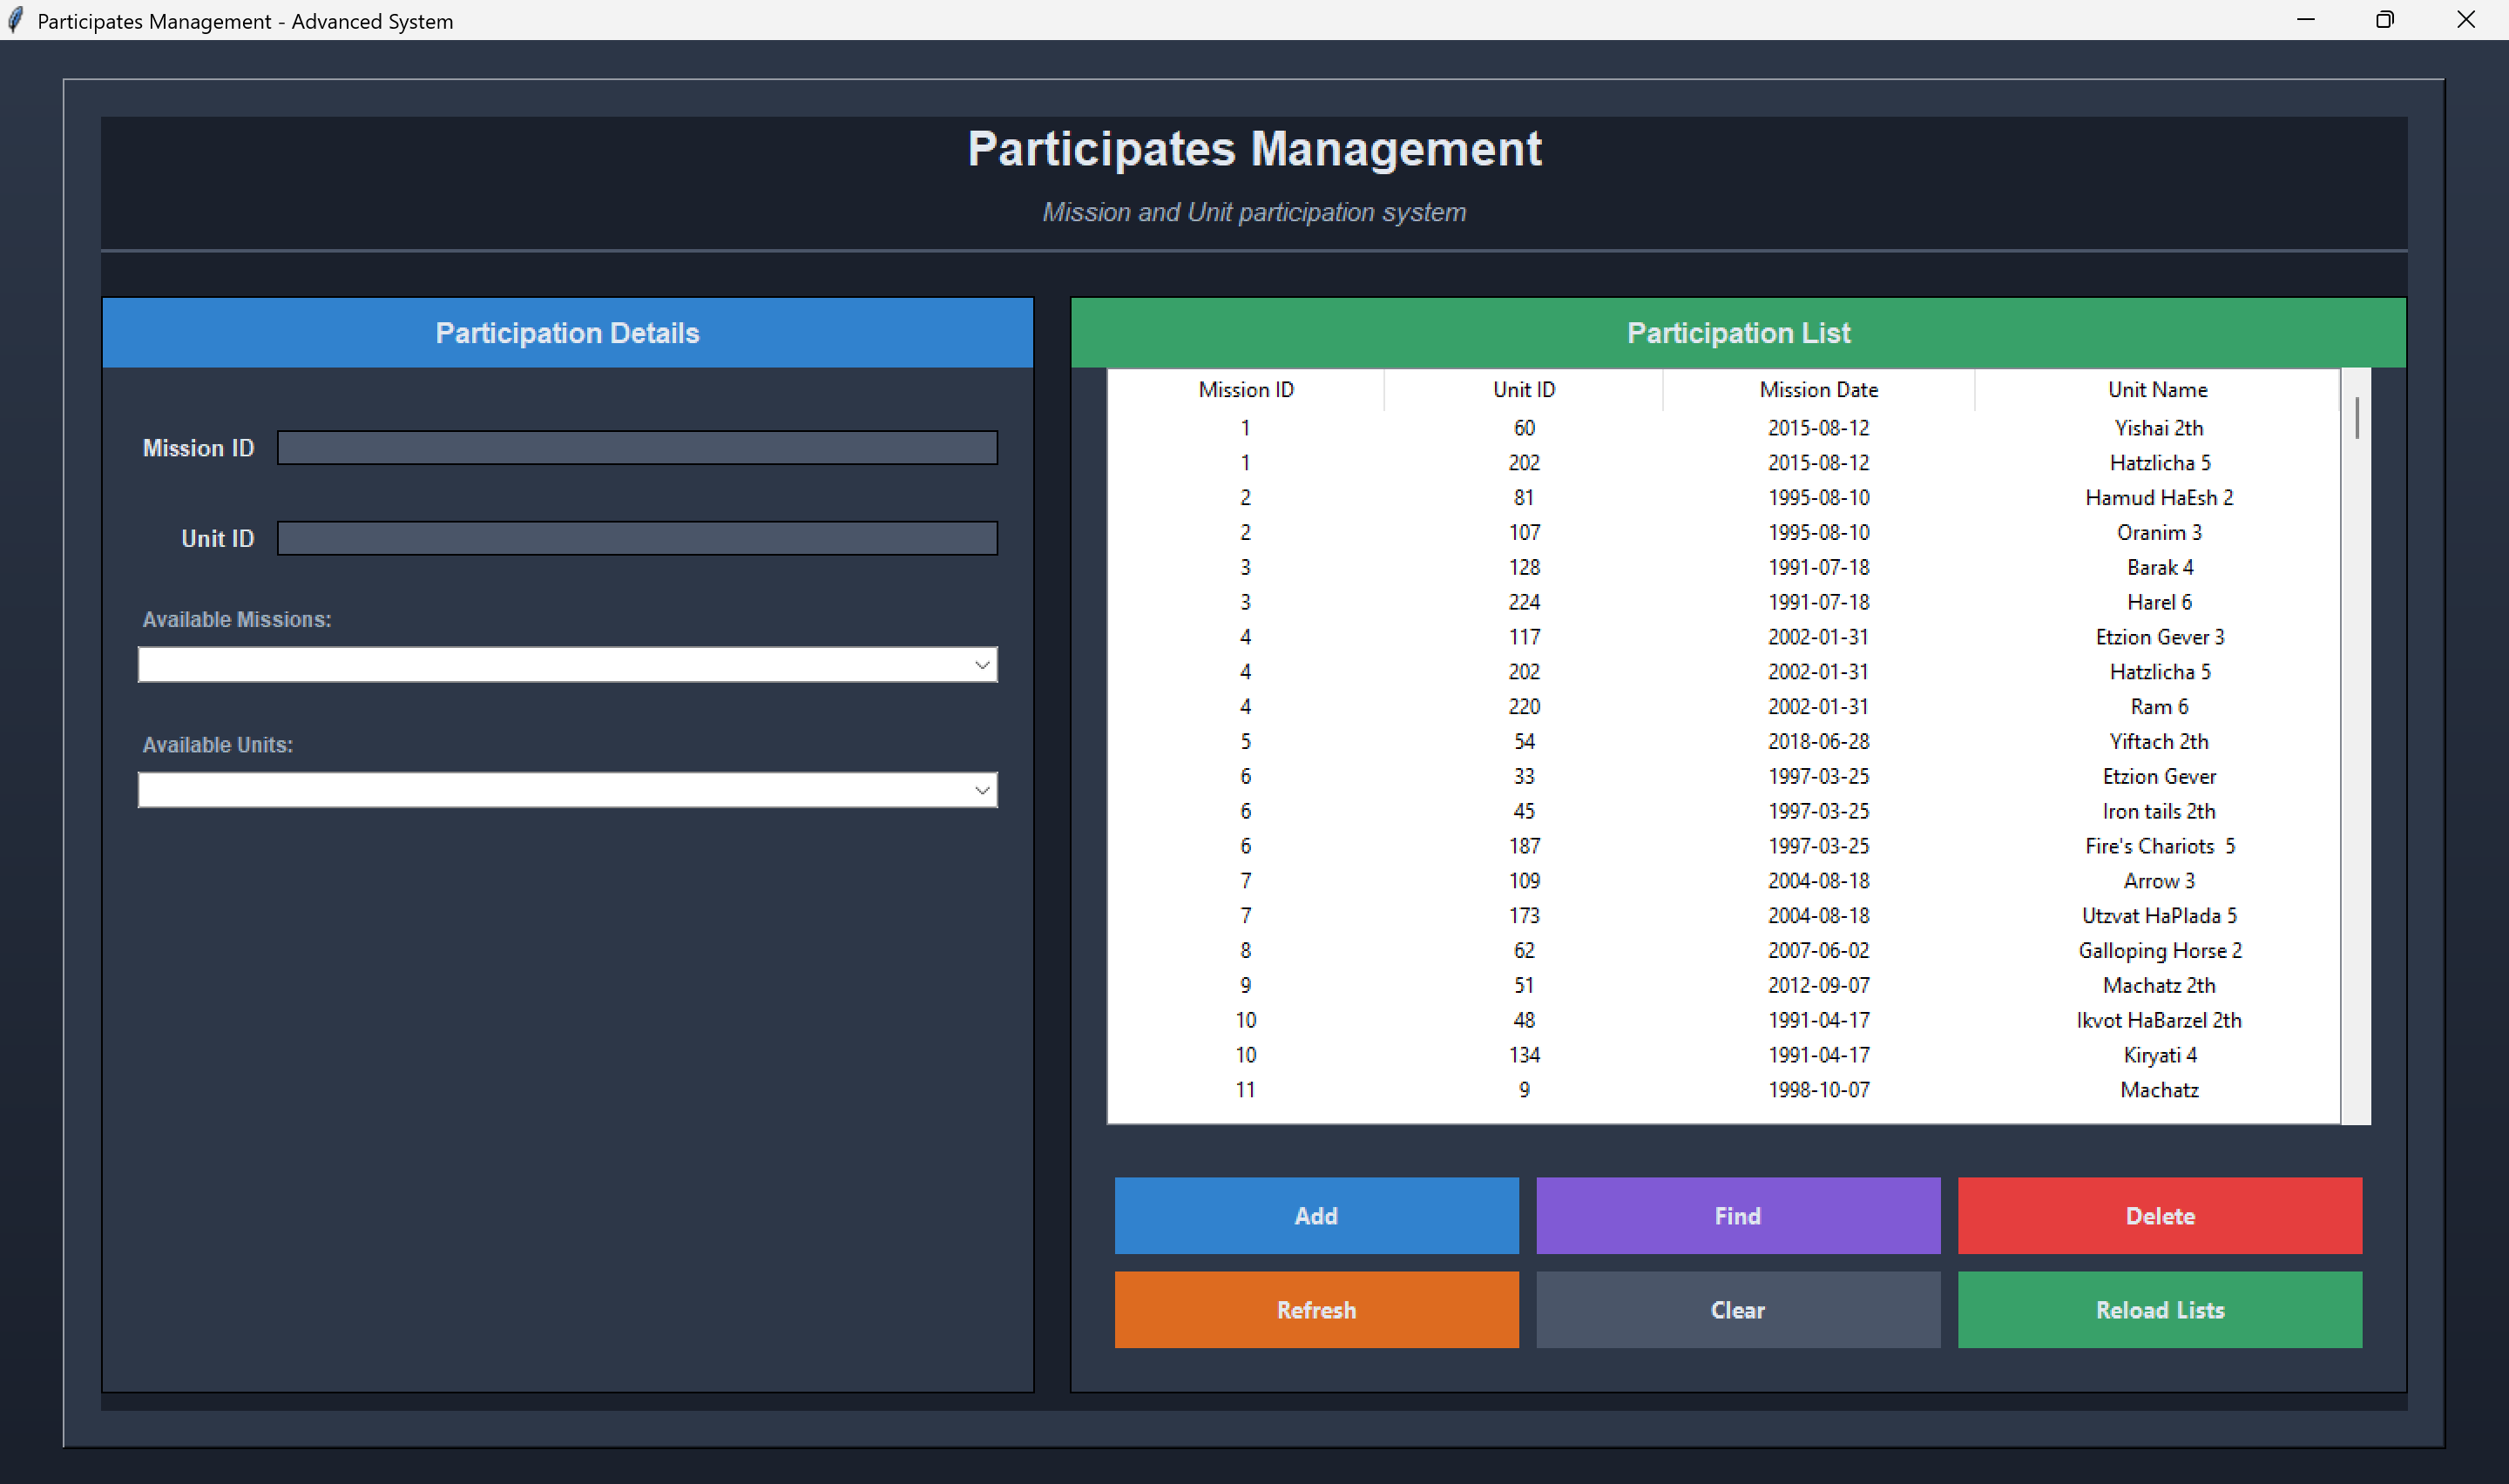 Participates Management - Advanced System
Participates Management
Mission and Unit participation system
Participation Details
Mission ID
Unit ID
Available Missions:
Available Units:
Participation List
Mission ID Unit ID Mission Date Unit Name
1 60 2015-08-12 Yishai 2th
1 202 2015-08-12 Hatzlicha 5
2 81 1995-08-10 Hamud HaEsh 2
2 107 1995-08-10 Oranim 3
3 128 1991-07-18 Barak 4
3 224 1991-07-18 Harel 6
4 117 2002-01-31 Etzion Gever 3
4 202 2002-01-31 Hatzlicha 5
4 220 2002-01-31 Ram 6
5 54 2018-06-28 Yiftach 2th
6 33 1997-03-25 Etzion Gever
6 45 1997-03-25 Iron tails 2th
6 187 1997-03-25 Fire's Chariots  5
7 109 2004-08-18 Arrow 3
7 173 2004-08-18 Utzvat HaPlada 5
8 62 2007-06-02 Galloping Horse 2
9 51 2012-09-07 Machatz 2th
10 48 1991-04-17 Ikvot HaBarzel 2th
10 134 1991-04-17 Kiryati 4
11 9 1998-10-07 Machatz
Add Find Delete
Refresh Clear Reload Lists